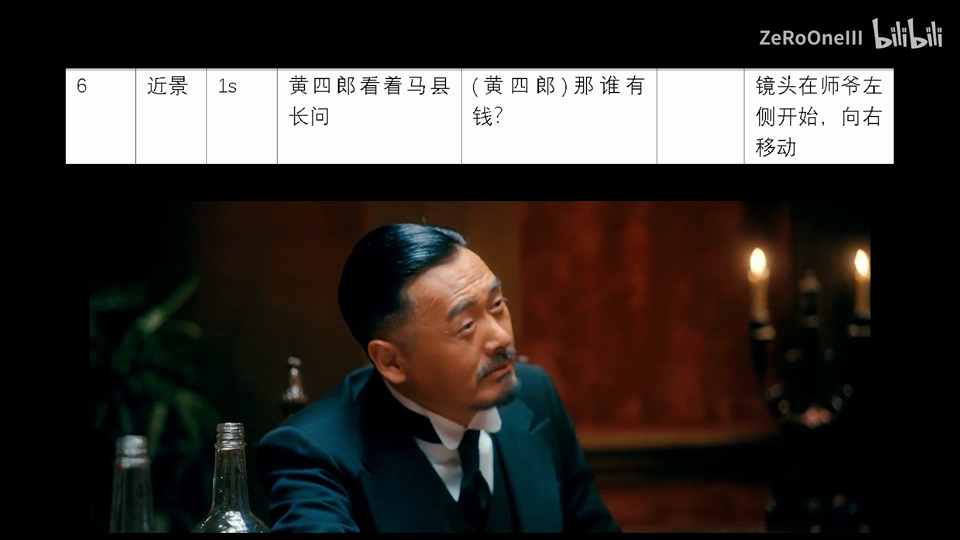 ZeRoOneIII bilibili
6 近景 1s 黄四郎看着马县 (黄四郎)那谁有 镜头在师爷左
长问 钱? 侧开始，向右
移动